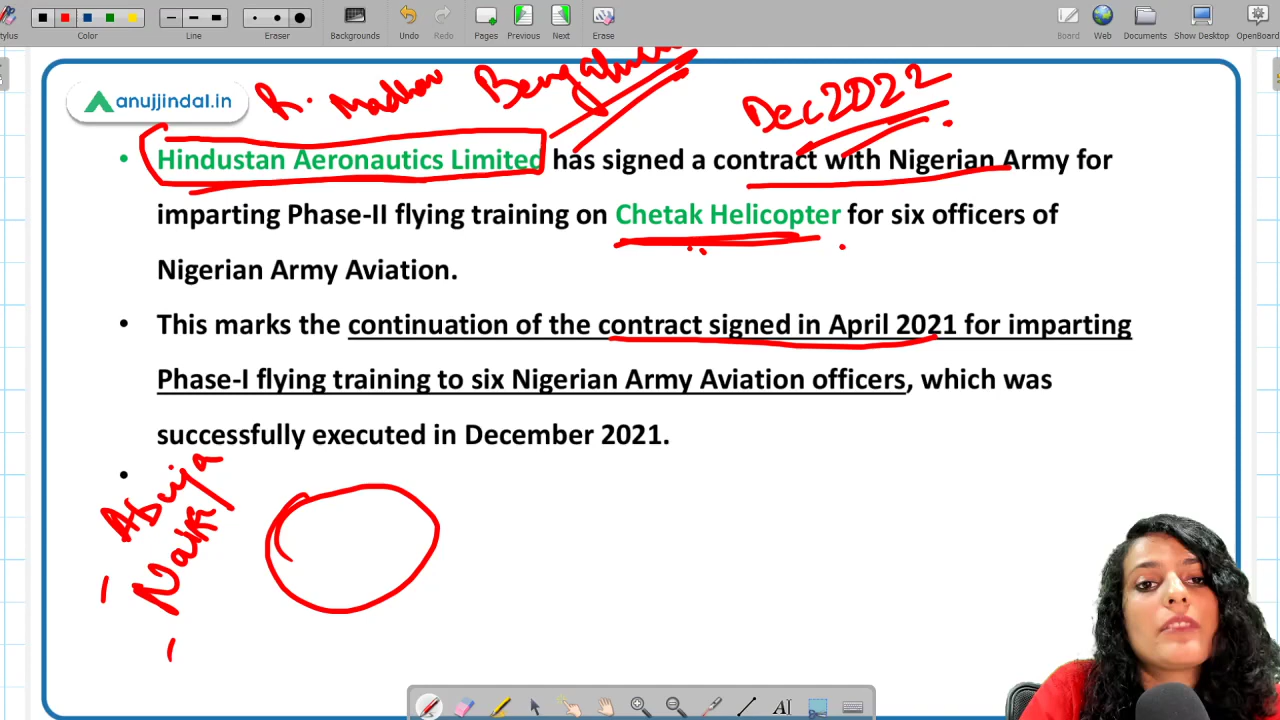 Stylus
Color
Line
Eraser
Backgrounds
Undo
Redo
Pages
Previous
Next
Erase
Board
Web
Documents
Show Desktop
OpenBoard
anujjindal.in
R. Madhavan
Bengaluru
Dec 2022
• Hindustan Aeronautics Limited has signed a contract with Nigerian Army for
imparting Phase-II flying training on Chetak Helicopter for six officers of
Nigerian Army Aviation.
• This marks the continuation of the contract signed in April 2021 for imparting
Phase-I flying training to six Nigerian Army Aviation officers, which was
successfully executed in December 2021.
•
Abuja